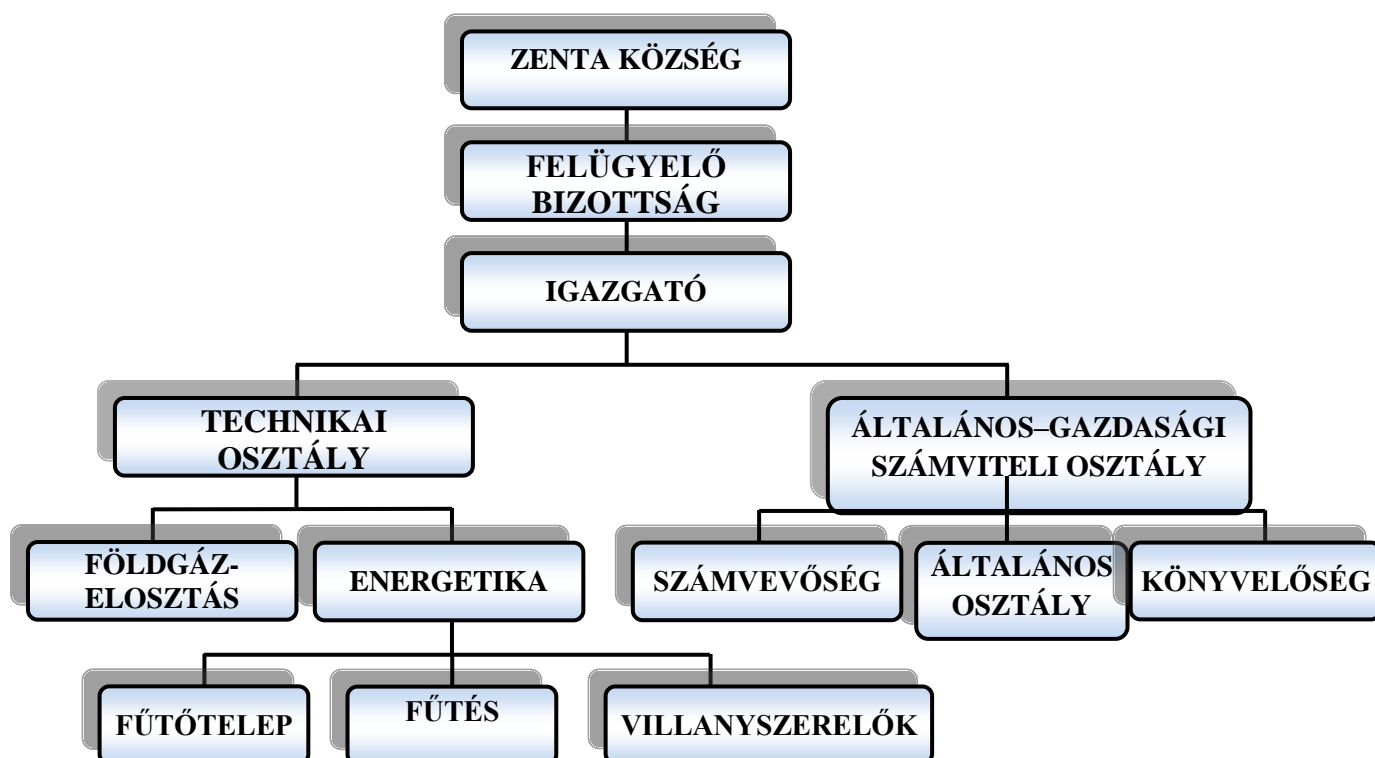 ZENTA KÖZSÉG
FELÜGYELŐ
BIZOTTSÁG
IGAZGATÓ
TECHNIKAI
OSZTÁLY
ÁLTALÁNOS–GAZDASÁGI
SZÁMVITELI OSZTÁLY
FÖLDGÁZ-
ELOSZTÁS
ENERGETIKA
SZÁMVEVŐSÉG
ÁLTALÁNOS
OSZTÁLY
KÖNYVELŐSÉG
FŰTŐTELEP
FŰTÉS
VILLANYSZERELŐK